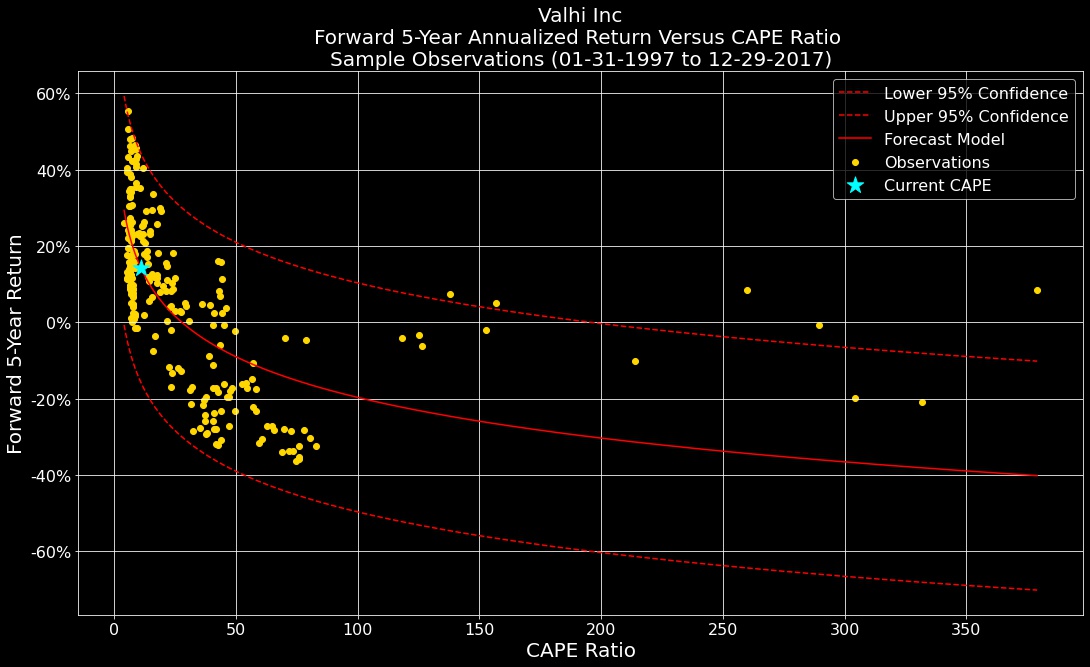 Valhi Inc
Forward 5-Year Annualized Return Versus CAPE Ratio
Sample Observations (01-31-1997 to 12-29-2017)
Lower 95% Confidence
Upper 95% Confidence
Forecast Model
Observations
Current CAPE
Forward 5-Year Return
60%
40%
20%
0%
-20%
-40%
-60%
0 50 100 150 200 250 300 350
CAPE Ratio